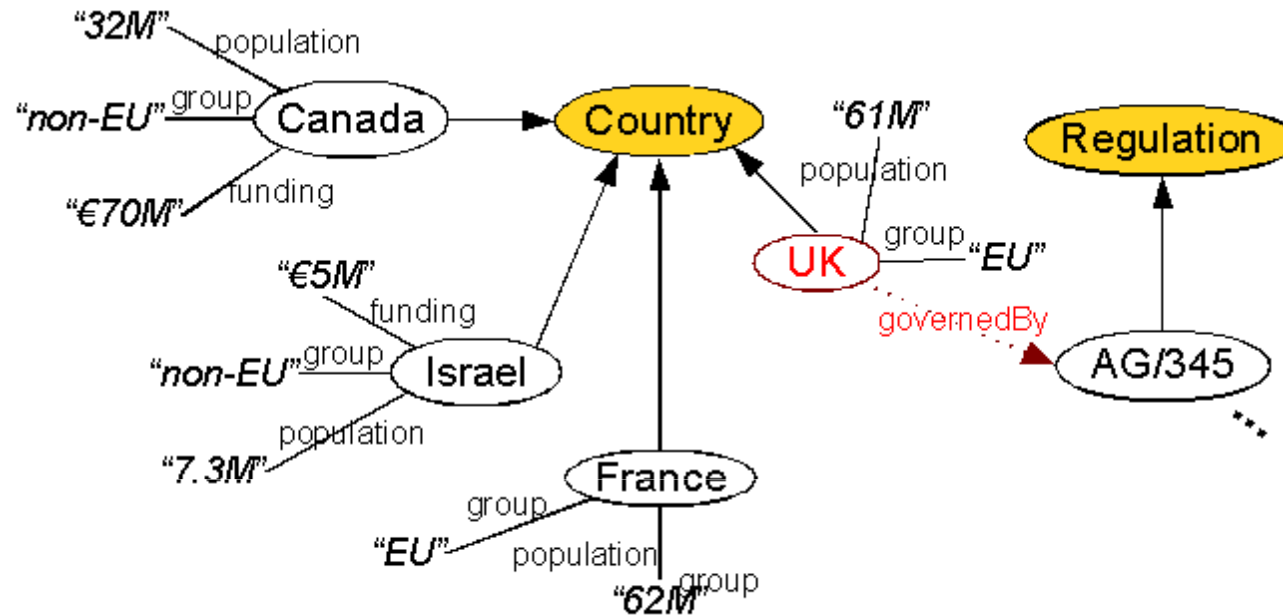 “32M”
population
“non-EU”
group
Canada
Country
“61M”
Regulation
population
funding
“€70M”
UK
group
“EU”
“€5M”
funding
governedBy
“non-EU”
group
Israel
AG/345
population
“7.3M”
France
group
“EU”
population
group
“62M”